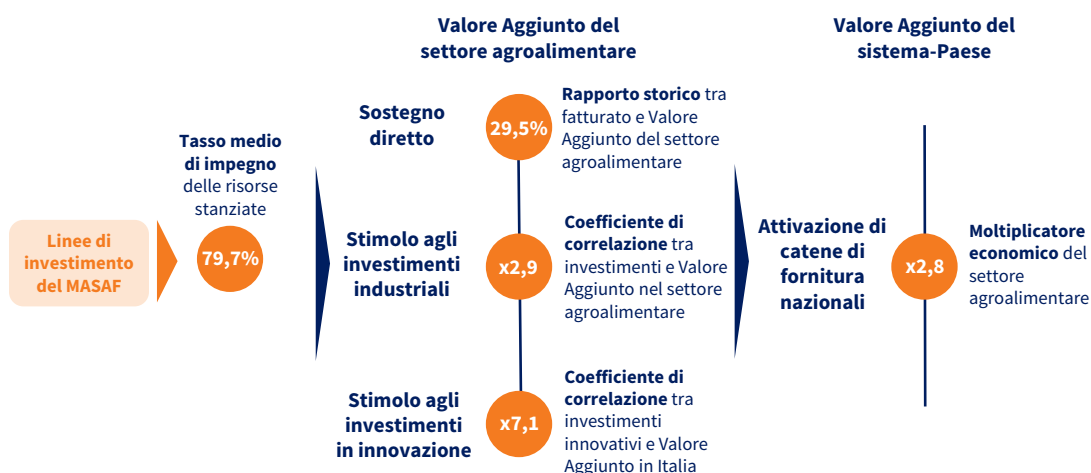 Valore Aggiunto del
settore agroalimentare
Valore Aggiunto del
sistema-Paese
Linee di
investimento
del MASAF
Tasso medio
di impegno
delle risorse
stanziate
79,7%
Sostegno
diretto
29,5%
Rapporto storico tra
fatturato e Valore
Aggiunto del settore
agroalimentare
Stimolo agli
investimenti
industriali
x2,9
Coefficiente di
correlazione tra
investimenti e Valore
Aggiunto nel settore
agroalimentare
Stimolo agli
investimenti
in innovazione
x7,1
Coefficiente di
correlazione tra
investimenti
innovativi e Valore
Aggiunto in Italia
Attivazione di
catene di
fornitura
nazionali
x2,8
Moltiplicatore
economico del
settore
agroalimentare